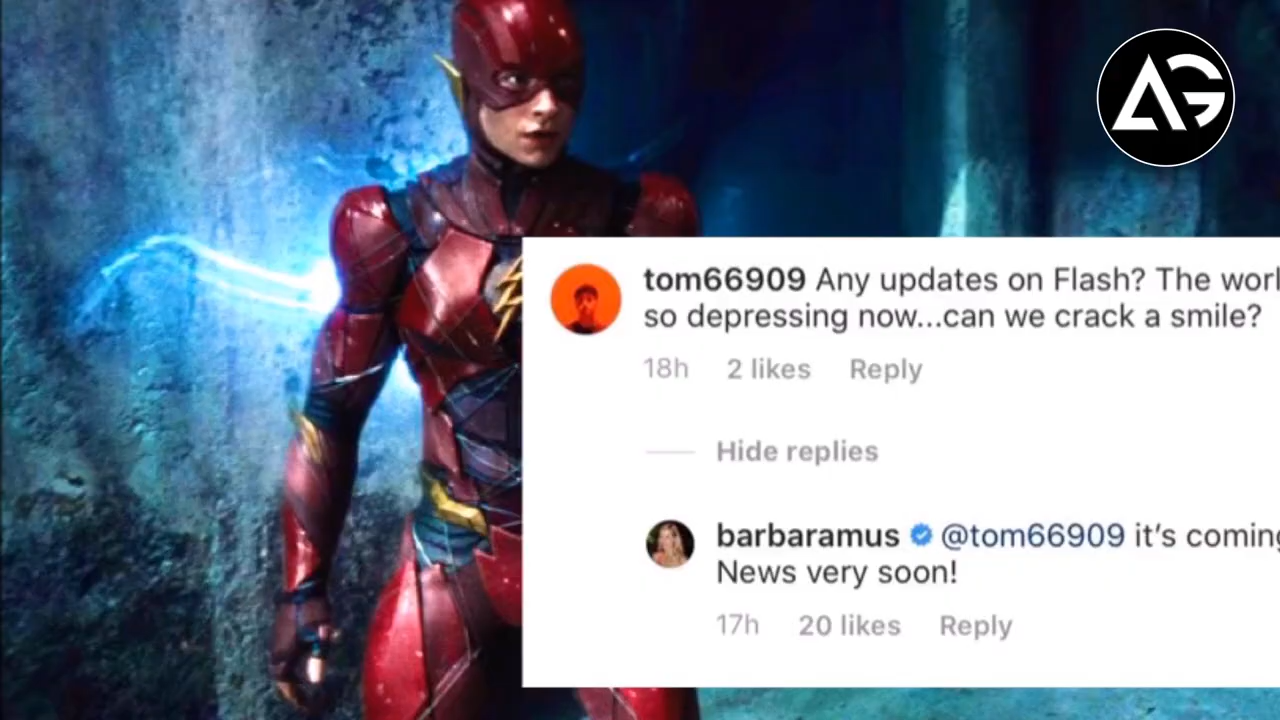 AG
tom66909 Any updates on Flash? The worl
so depressing now...can we crack a smile?
18h 2 likes Reply
Hide replies
barbaramus @tom66909 it's coming
News very soon!
17h 20 likes Reply